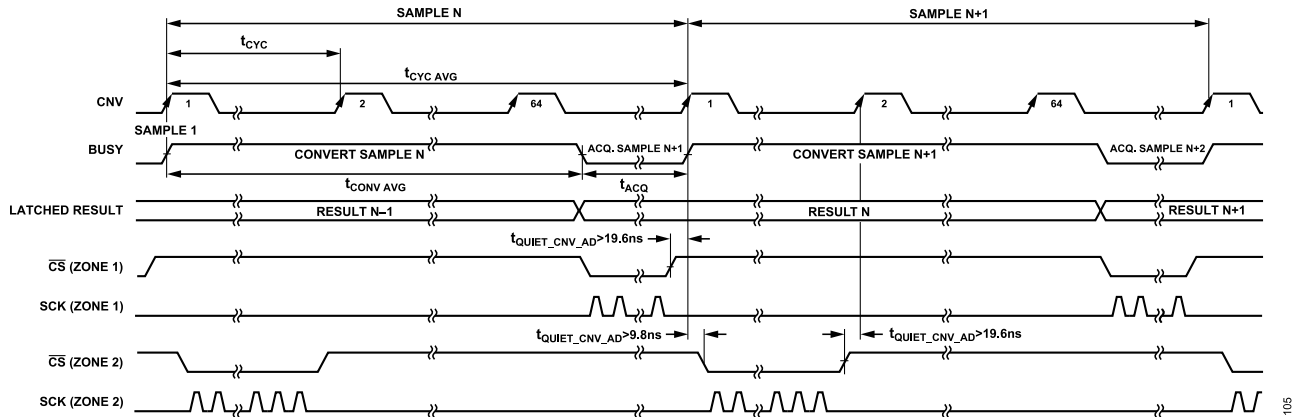 SAMPLE N
SAMPLE N+1
tCYC
tCYC AVG
CNV
1
2
64
1
2
64
1
SAMPLE 1
BUSY
CONVERT SAMPLE N
ACQ. SAMPLE N+1
CONVERT SAMPLE N+1
ACQ. SAMPLE N+2
tCONV AVG
tACQ
LATCHED RESULT
RESULT N–1
RESULT N
RESULT N+1
tQUIET_CNV_AD>19.6ns
CS (ZONE 1)
SCK (ZONE 1)
tQUIET_CNV_AD>9.8ns
tQUIET_CNV_AD>19.6ns
CS (ZONE 2)
SCK (ZONE 2)
105